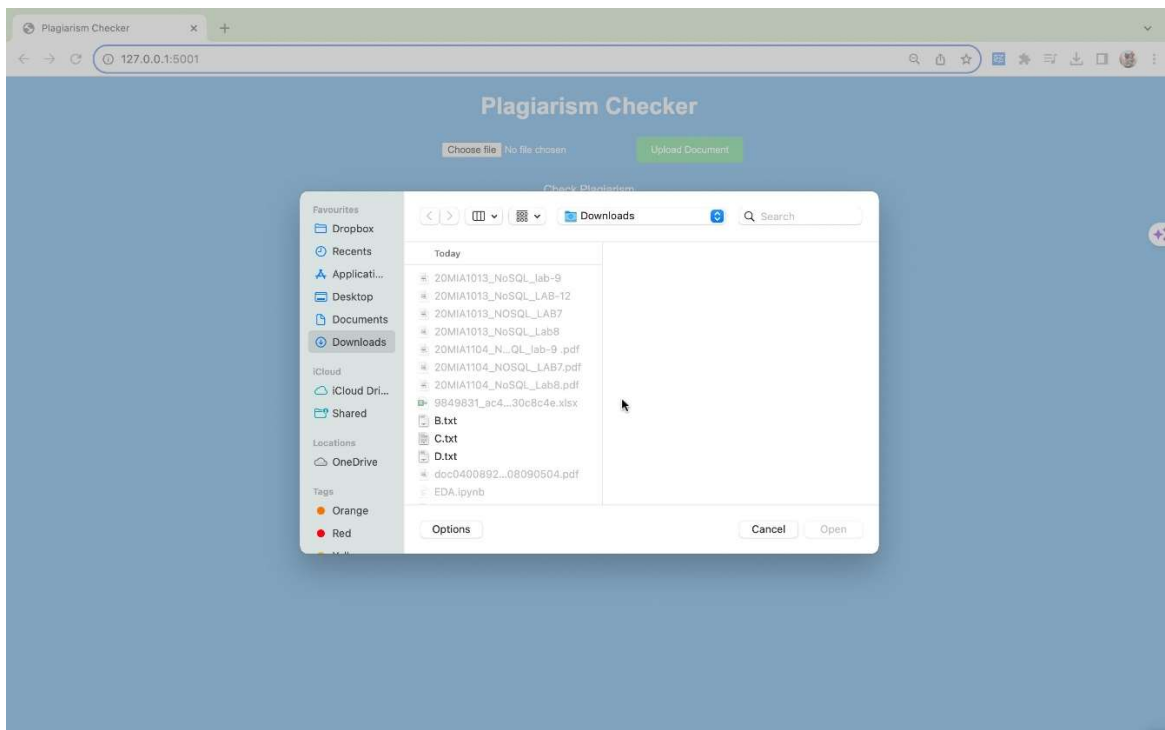 Plagiarism Checker
127.0.0.1:5001
Plagiarism Checker
Choose file No file chosen Upload Document
Check Plagiarism
Favourites
Dropbox
Recents
Applicati...
Desktop
Documents
Downloads
iCloud
iCloud Dri...
Shared
Locations
OneDrive
Tags
Orange
Red
Downloads
Search
Today
20MIA1013_NoSQL_lab-9
20MIA1013_NoSQL_LAB-12
20MIA1013_NOSQL_LAB7
20MIA1013_NoSQL_Lab8
20MIA1104_N...QL_lab-9 .pdf
20MIA1104_NOSQL_LAB7.pdf
20MIA1104_NoSQL_Lab8.pdf
9849831_ac4...30c8c4e.xlsx
B.txt
C.txt
D.txt
doc0400892...08090504.pdf
EDA.ipynb
Options
Cancel
Open